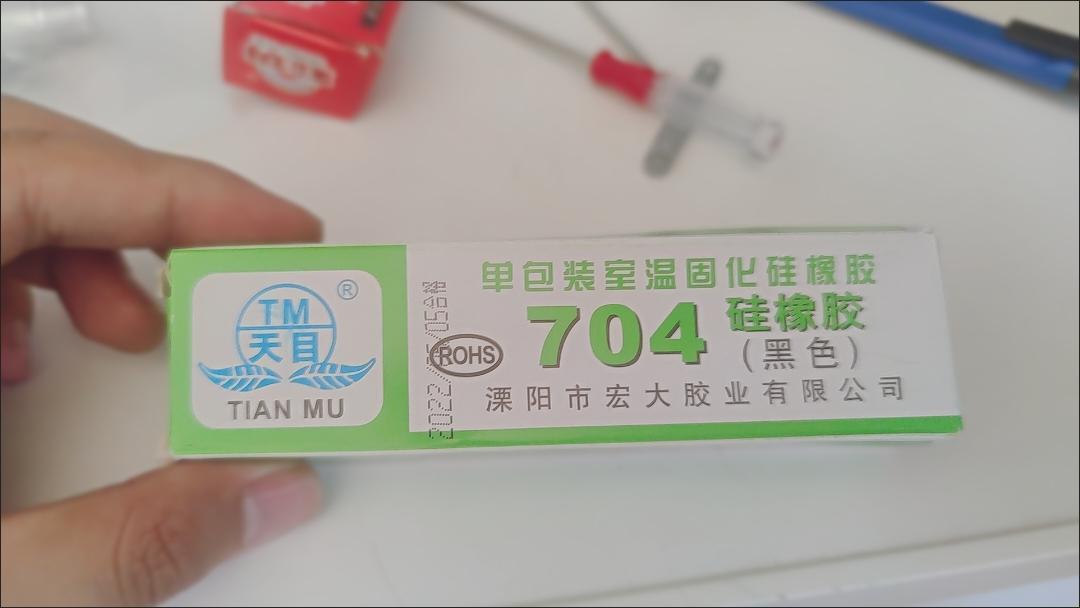 TM
®
天目
TIAN MU
ROHS
单包装室温固化硅橡胶
704 硅橡胶
(黑色)
溧阳市宏大胶业有限公司